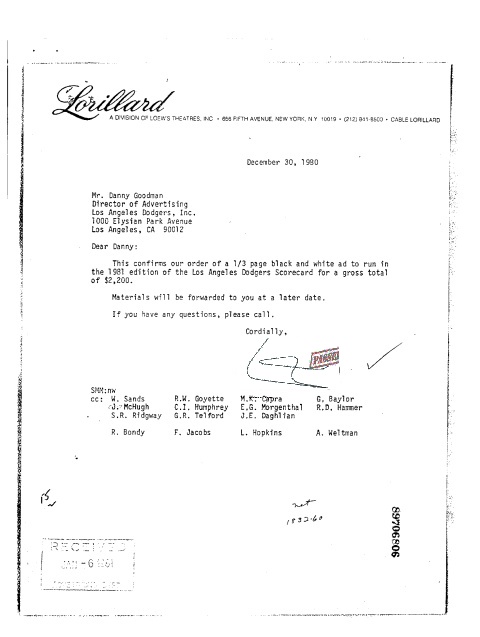 Lorillard
A DIVISION OF LOEW'S THEATRES, INC • 666 FIFTH AVENUE, NEW YORK, N.Y. 10019 • (212) 841-8500 • CABLE LORILLARD
December 30, 1980
Mr. Danny Goodman
Director of Advertising
Los Angeles Dodgers, Inc.
1000 Elysian Park Avenue
Los Angeles, CA 90012
Dear Danny:
This confirms our order of a 1/3 page black and white ad to run in
the 1981 edition of the Los Angeles Dodgers Scorecard for a gross total
of $2,200.
Materials will be forwarded to you at a later date.
If you have any questions, please call.
Cordially,
SMM:nw
cc: W. Sands R.W. Goyette M.K. Capra G. Baylor
J. McHugh C.I. Humphrey E.G. Morgenthal R.D. Hammer
S.R. Ridgway G.R. Telford J.E. Daghlian
R. Bondy F. Jacobs L. Hopkins A. Weltman
net
1832.60
89706806
RECEIVED
JAN -6 1981